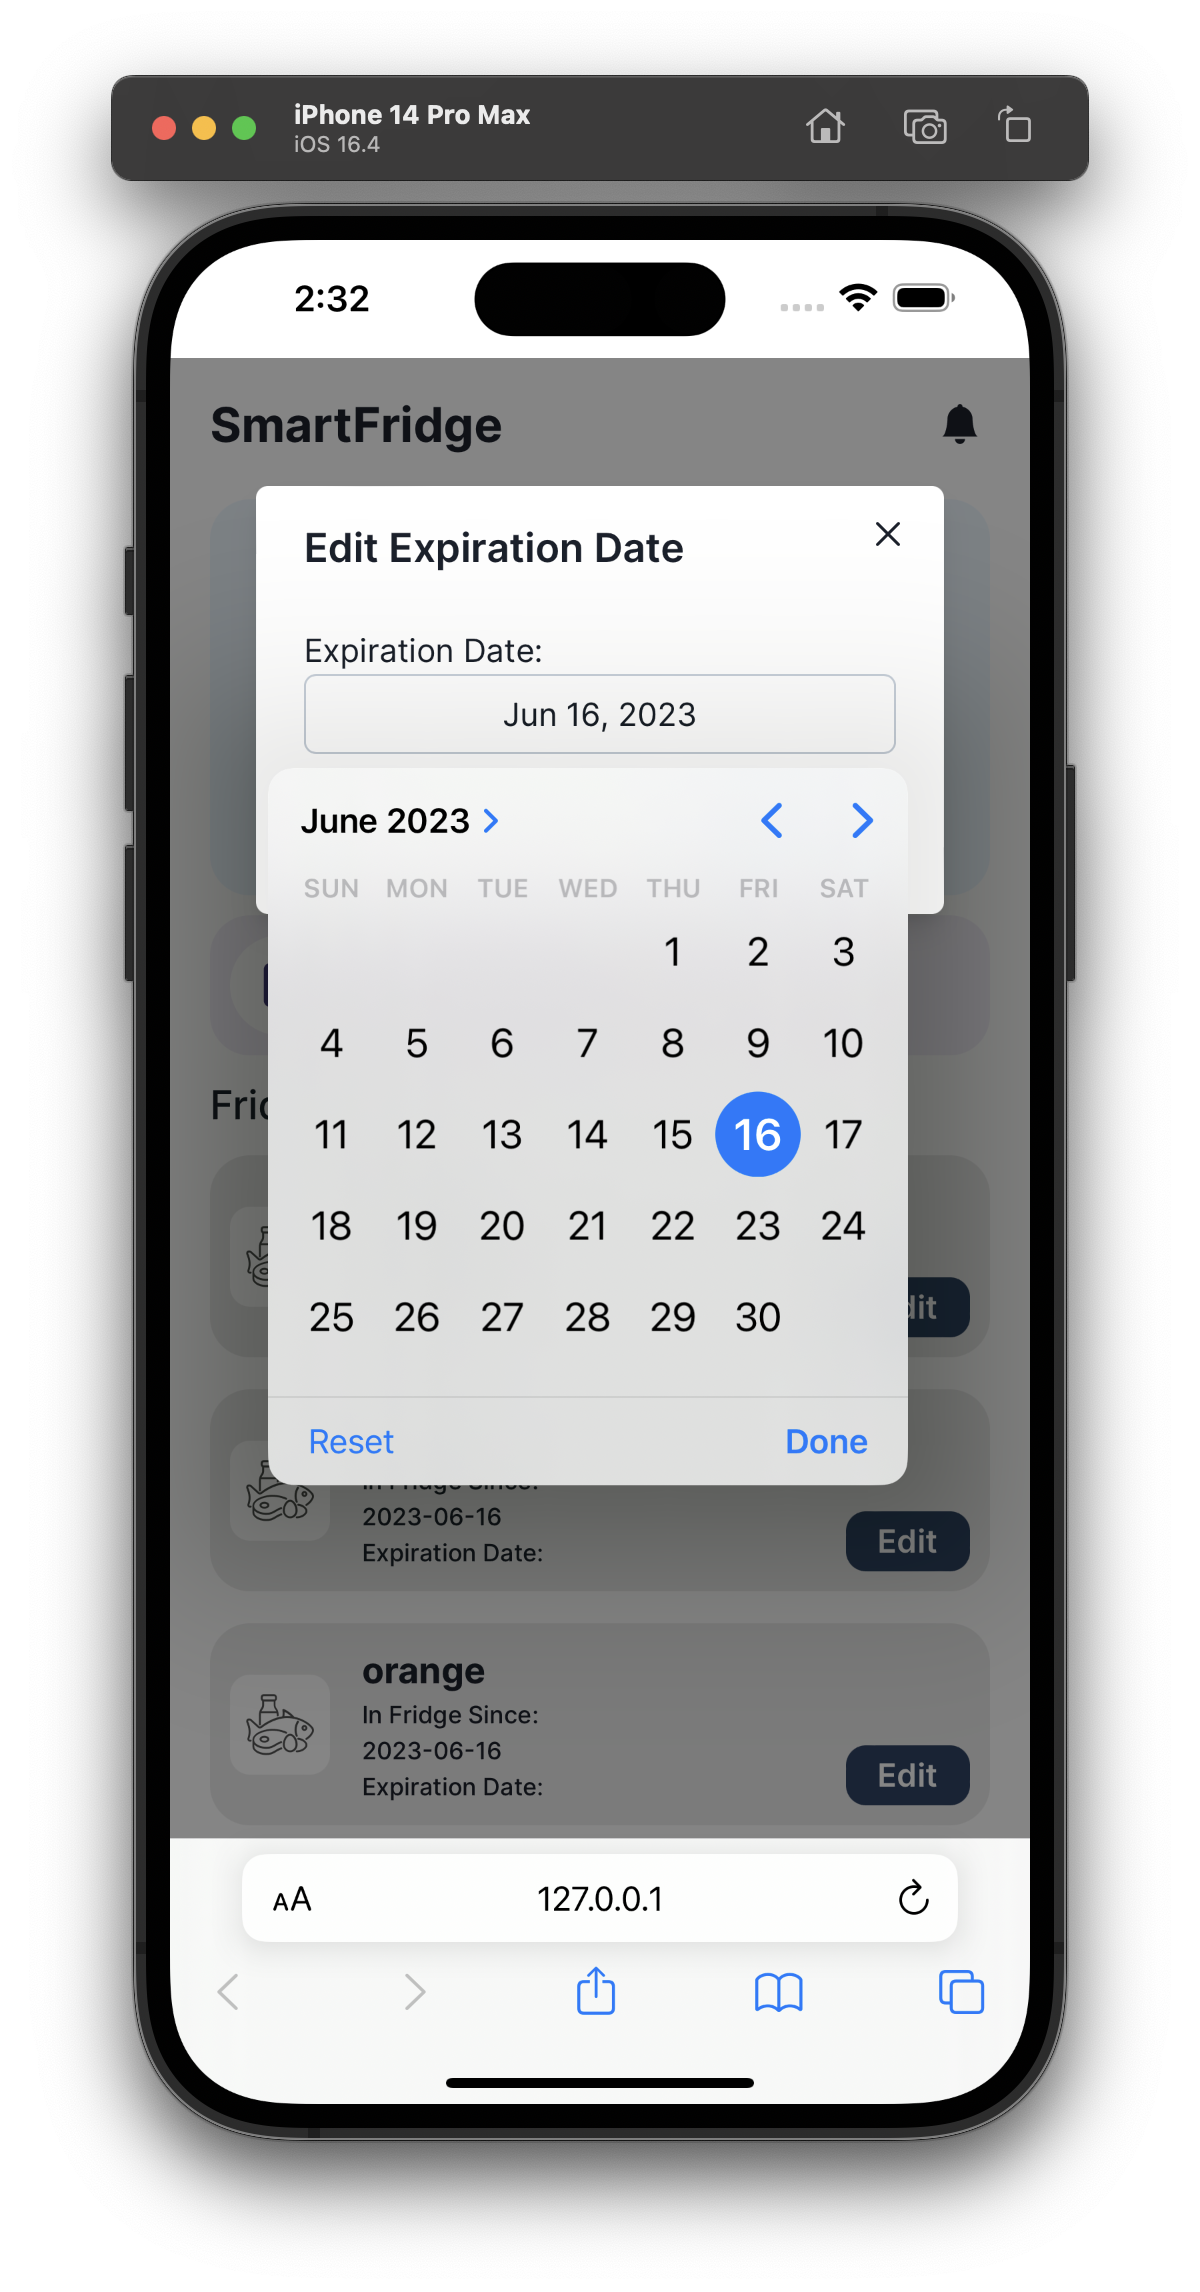 iPhone 14 Pro Max
iOS 16.4
2:32
SmartFridge
Edit Expiration Date
Expiration Date:
Jun 16, 2023
June 2023
SUN MON TUE WED THU FRI SAT
1 2 3
4 5 6 7 8 9 10
11 12 13 14 15 16 17
18 19 20 21 22 23 24
25 26 27 28 29 30
Reset Done
2023-06-16
Expiration Date:
Edit
orange
In Fridge Since:
2023-06-16
Expiration Date:
Edit
AA 127.0.0.1